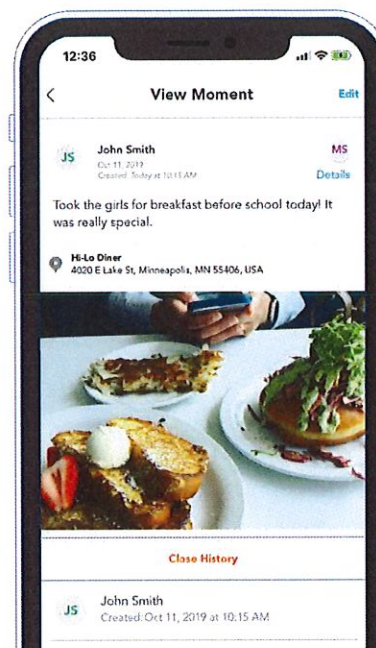 12:36
View Moment
Edit
JS
John Smith
Oct 11, 2019
Created: Today at 10:15 AM
MS
Details
Took the girls for breakfast before school today! It
was really special.
Hi-Lo Diner
4020 E Lake St, Minneapolis, MN 55406, USA
Close History
JS
John Smith
Created: Oct 11, 2019 at 10:15 AM